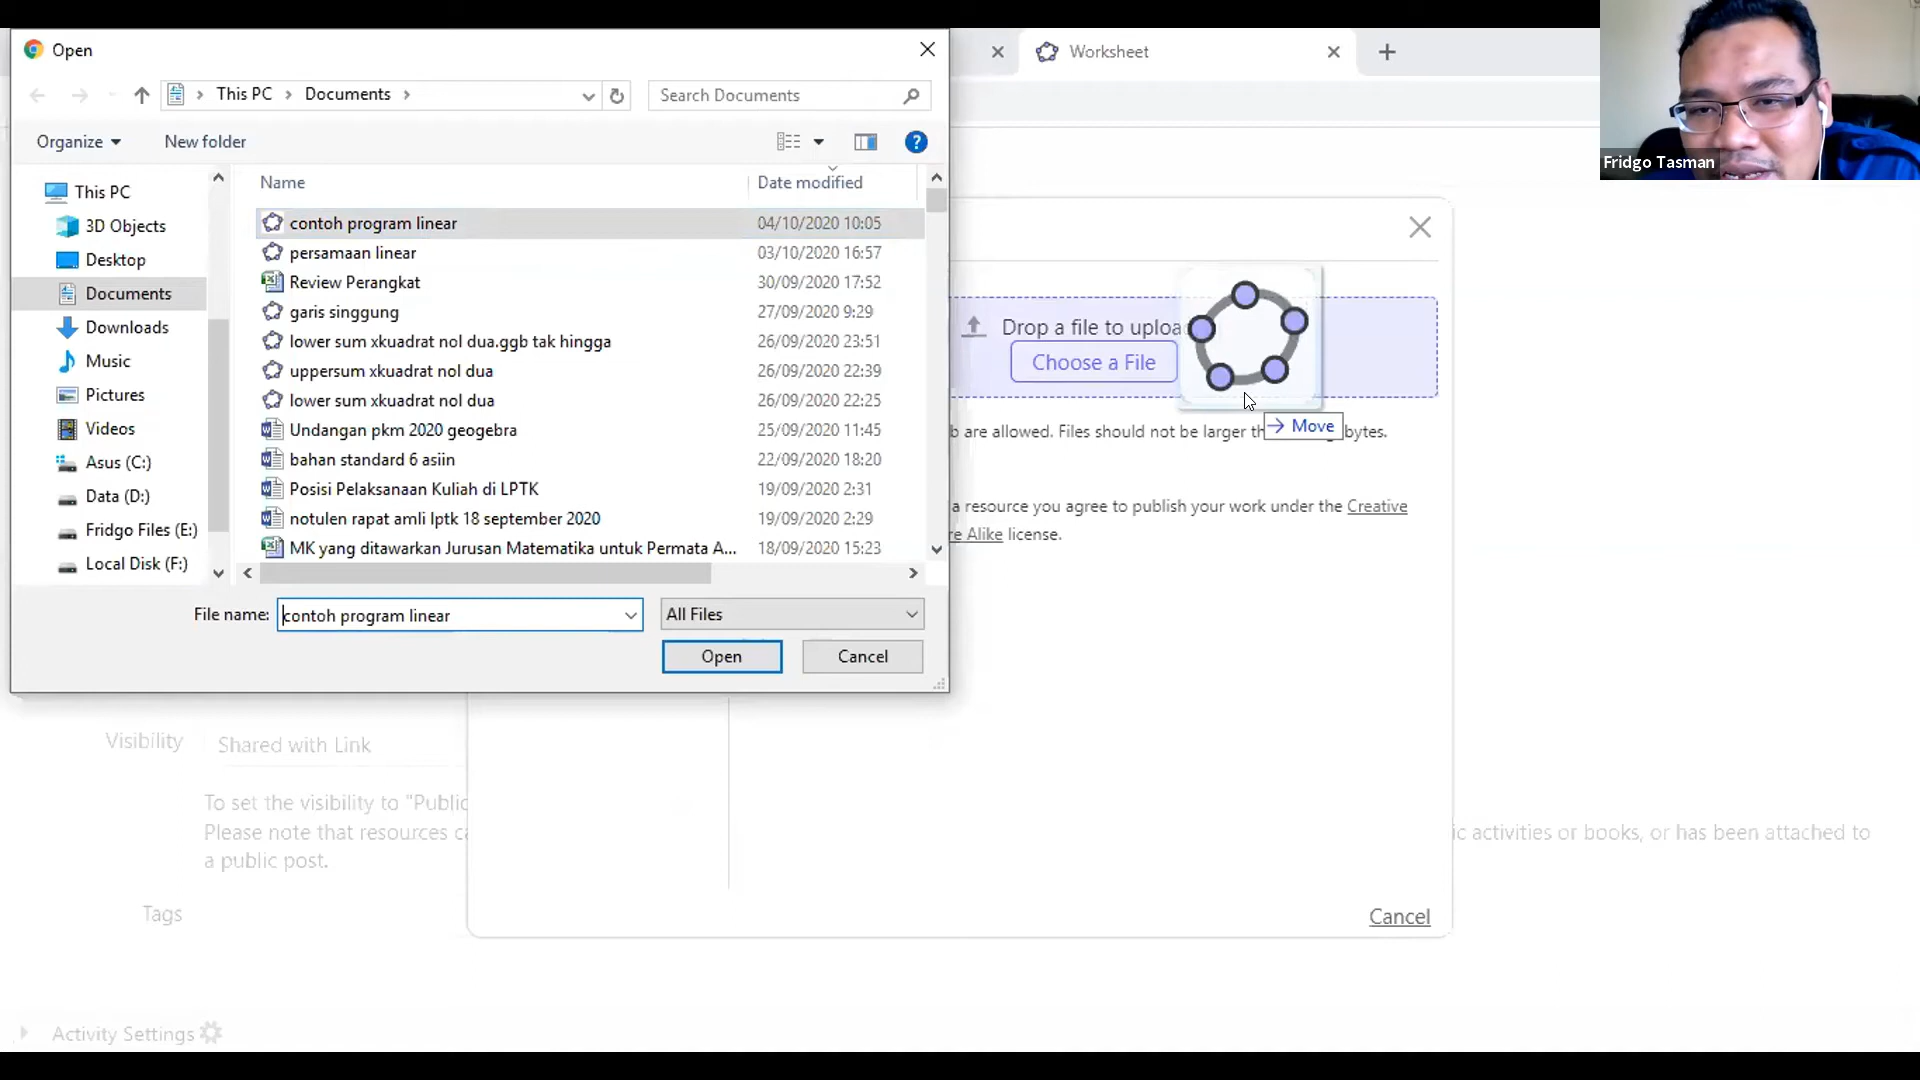 Open
Worksheet
Fridgo Tasman
This PC
Documents
Search Documents
Organize
New folder
Name
Date modified
This PC
3D Objects
Desktop
Documents
Downloads
Music
Pictures
Videos
Asus (C:)
Data (D:)
Fridgo Files (E:)
Local Disk (F:)
contoh program linear 04/10/2020 10:05
persamaan linear 03/10/2020 16:57
Review Perangkat 30/09/2020 17:52
garis singgung 27/09/2020 9:29
lower sum xkuadrat nol dua.ggb tak hingga 26/09/2020 23:51
uppersum xkuadrat nol dua 26/09/2020 22:39
lower sum xkuadrat nol dua 26/09/2020 22:25
Undangan pkm 2020 geogebra 25/09/2020 11:45
bahan standard 6 asiin 22/09/2020 18:20
Posisi Pelaksanaan Kuliah di LPTK 19/09/2020 2:31
notulen rapat amli lptk 18 september 2020 19/09/2020 2:29
MK yang ditawarkan Jurusan Matematika untuk Permata A... 18/09/2020 15:23
File name: contoh program linear
All Files
Open
Cancel
Drop a file to uploa
Choose a File
Move
b are allowed. Files should not be larger th bytes.
a resource you agree to publish your work under the Creative
re Alike license.
Visibility
Shared with Link
To set the visibility to "Public
Please note that resources ca ic activities or books, or has been attached to
a public post.
Tags
Cancel
Activity Settings